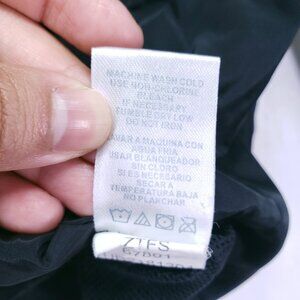 MACHINE WASH COLD
USE NON-CHLORINE
BLEACH
IF NECESSARY
TUMBLE DRY LOW
DO NOT IRON
LAVAR A MAQUINA CON
AGUA FRIA
USAR BLANQUEADOR
SIN CLORO
SI ES NECESARIO
SECAR A
TEMPERATURA BAJA
NO PLANCHAR